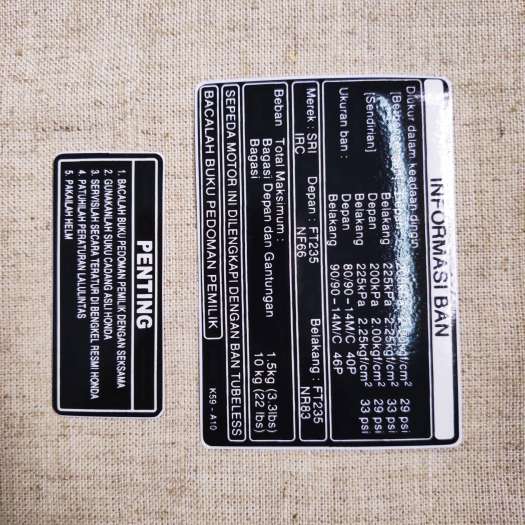 INFORMASI BAN
Diukur dalam keadaan dingin
29 psi
Belakang 225kPa 2.25kgf/cm² 33 psi
[Sendirian] Depan 200kPa 2.00kgf/cm² 29 psi
Belakang 225kPa 2.25kgf/cm² 33 psi
Ukuran ban : Depan 80/90-14M/C 40P
Belakang 90/90-14M/C 46P
Merek : SRI Depan : FT235 Belakang : FT235
IRC NF66 NR83
Beban Total Maksimum :
Bagasi Depan dan Gantungan 1.5kg (3.3lbs)
Bagasi 10 kg (22 lbs)
SEPEDA MOTOR INI DILENGKAPI DENGAN BAN TUBELESS
BACALAH BUKU PEDOMAN PEMILIK K59 - A10
PENTING
1. BACALAH BUKU PEDOMAN PEMILIK DENGAN SEKSAMA
2. GUNAKANLAH SUKU CADANG ASLI HONDA
3. SERVISLAH SECARA TERATUR DI BENGKEL RESMI HONDA
4. PATUHILAH PERATURAN LALULINTAS
5. PAKAILAH HELM